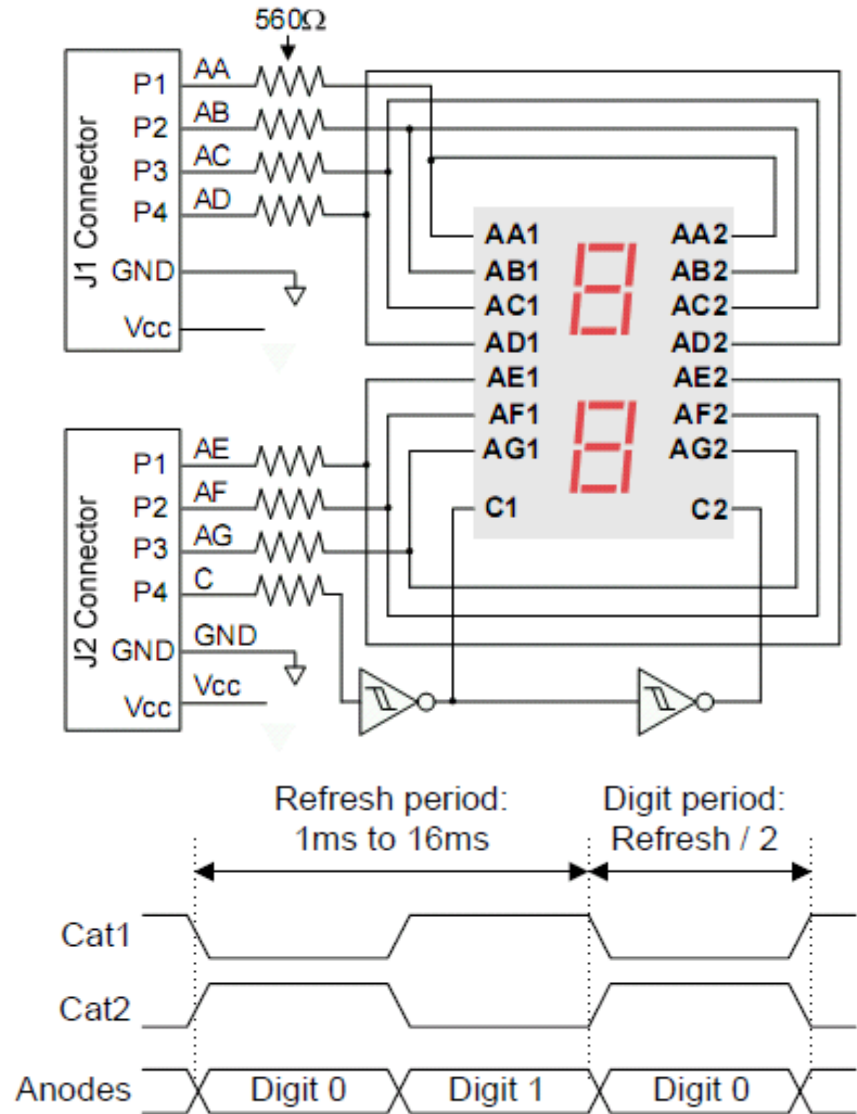 560Ω
J1 Connector
P1 AA
P2 AB
P3 AC
P4 AD
GND
Vcc
AA1 AA2
AB1 AB2
AC1 AC2
AD1 AD2
AE1 AE2
AF1 AF2
AG1 AG2
C1 C2
J2 Connector
P1 AE
P2 AF
P3 AG
P4 C
GND GND
Vcc Vcc
Refresh period:
1ms to 16ms
Digit period:
Refresh / 2
Cat1
Cat2
Anodes Digit 0 Digit 1 Digit 0